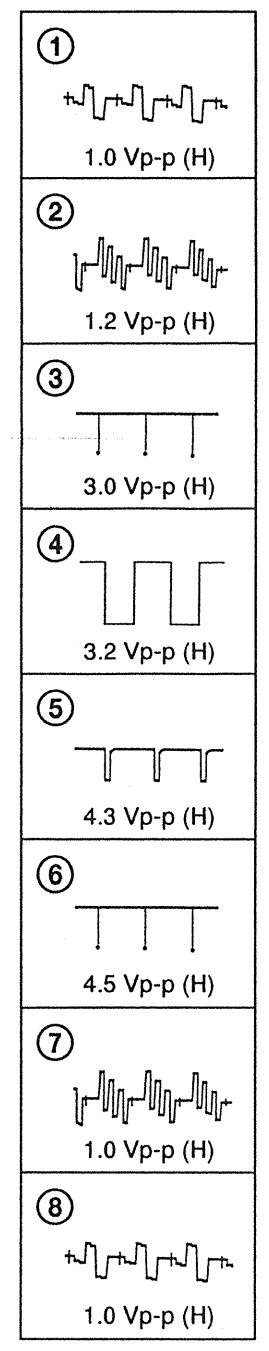 ①
1.0 Vp-p (H)
②
1.2 Vp-p (H)
③
3.0 Vp-p (H)
④
3.2 Vp-p (H)
⑤
4.3 Vp-p (H)
⑥
4.5 Vp-p (H)
⑦
1.0 Vp-p (H)
⑧
1.0 Vp-p (H)